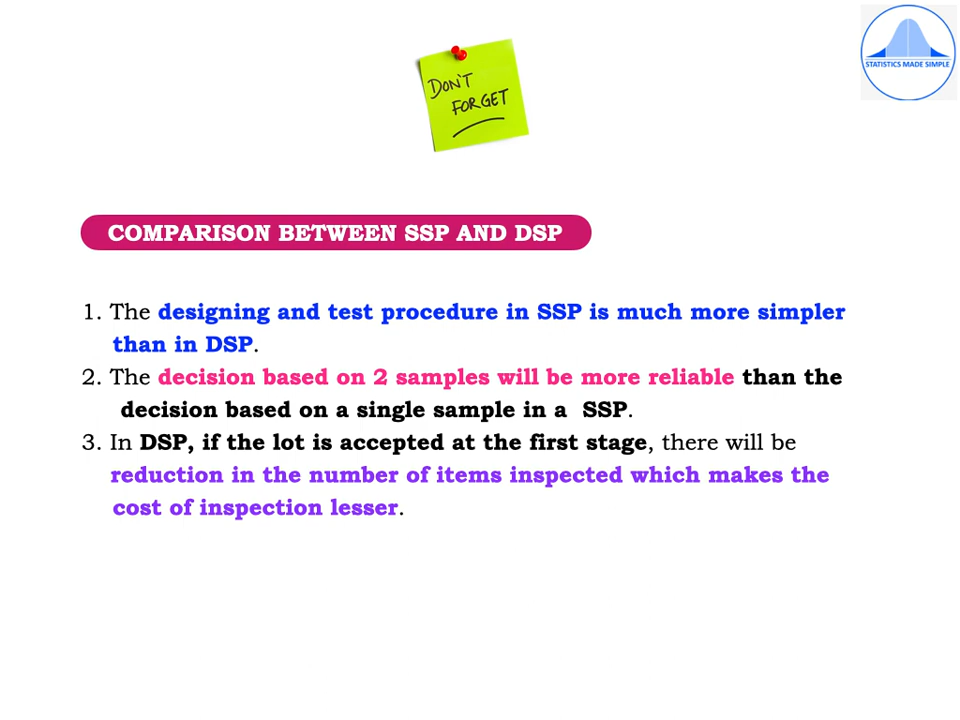 DON'T
FORGET
STATISTICS MADE SIMPLE
COMPARISON BETWEEN SSP AND DSP
1. The designing and test procedure in SSP is much more simpler
than in DSP.
2. The decision based on 2 samples will be more reliable than the
decision based on a single sample in a SSP.
3. In DSP, if the lot is accepted at the first stage, there will be
reduction in the number of items inspected which makes the
cost of inspection lesser.